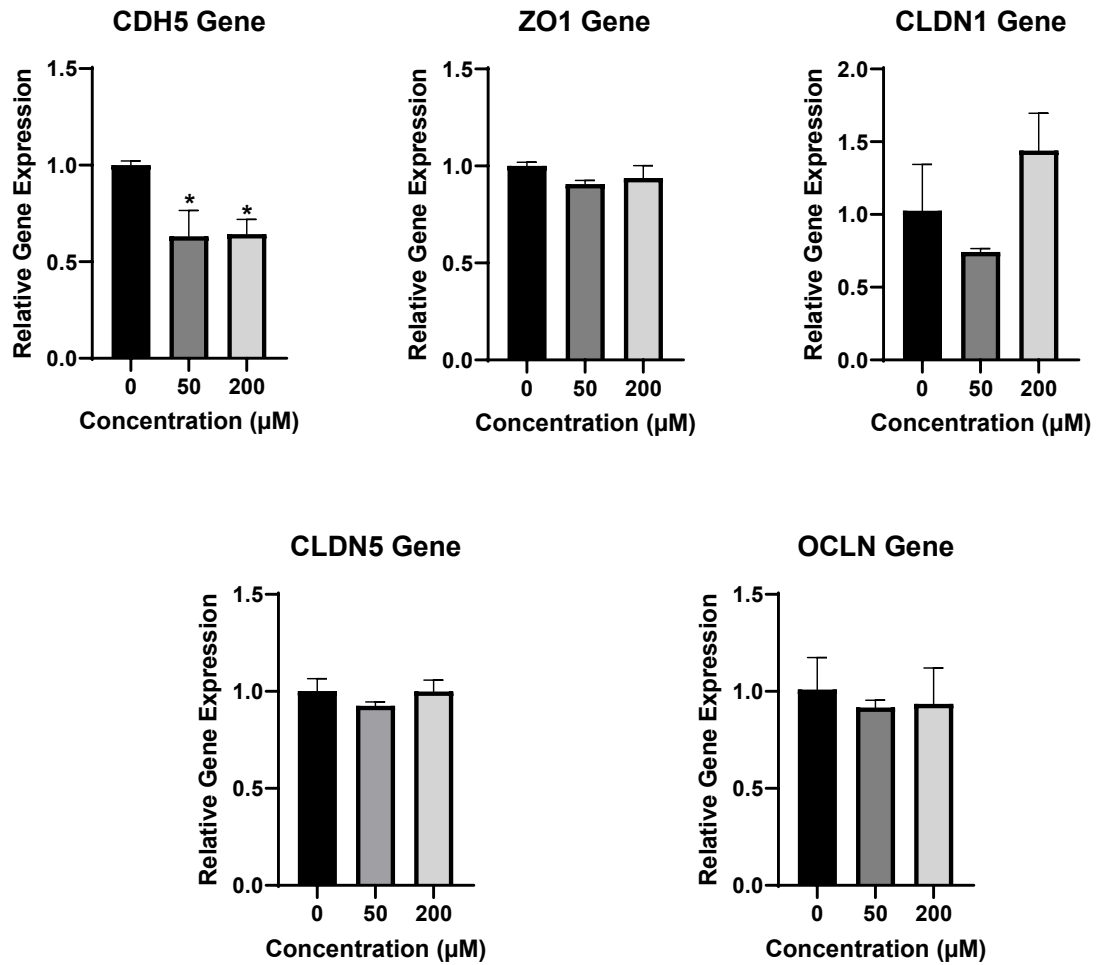 CDH5 Gene
ZO1 Gene
CLDN1 Gene
Relative Gene Expression
1.5
1.0
0.5
0.0
*
*
0
50
200
Concentration (µM)
Relative Gene Expression
1.5
1.0
0.5
0.0
0
50
200
Concentration (µM)
Relative Gene Expression
2.0
1.5
1.0
0.5
0.0
0
50
200
Concentration (µM)
CLDN5 Gene
OCLN Gene
Relative Gene Expression
1.5
1.0
0.5
0.0
0
50
200
Concentration (µM)
Relative Gene Expression
1.5
1.0
0.5
0.0
0
50
200
Concentration (µM)